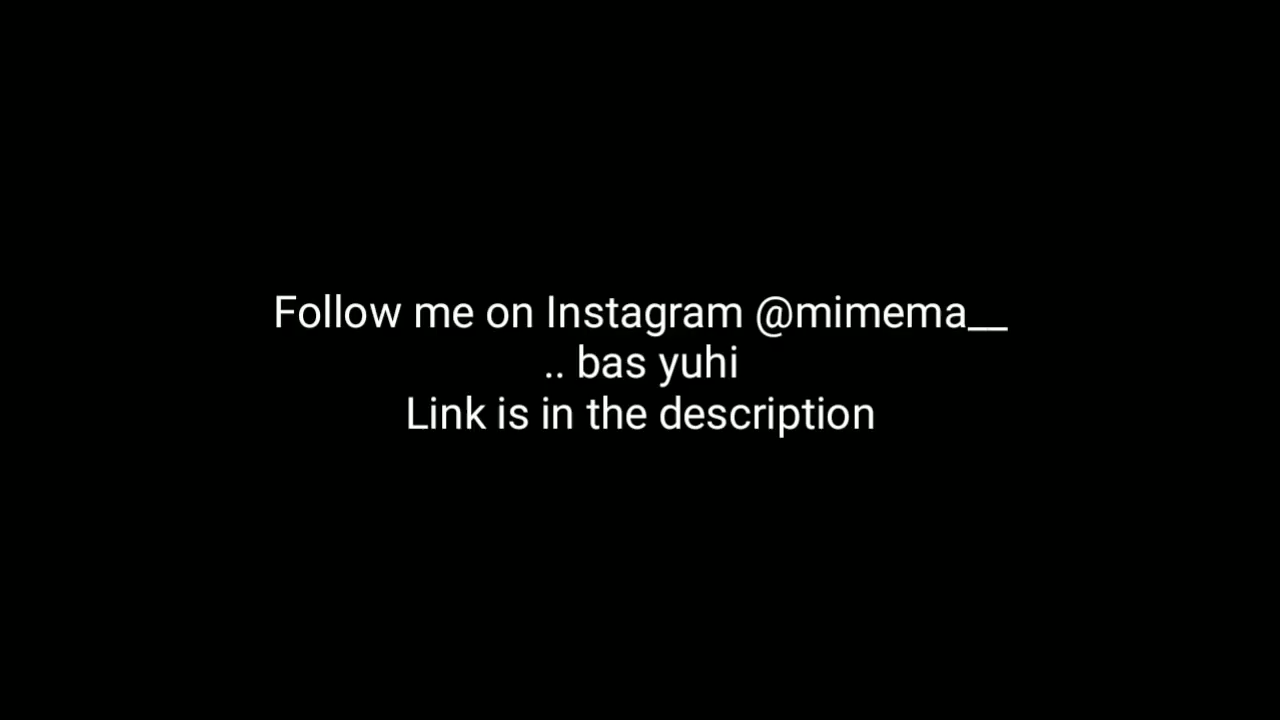 Follow me on Instagram @mimema__
.. bas yuhi
Link is in the description